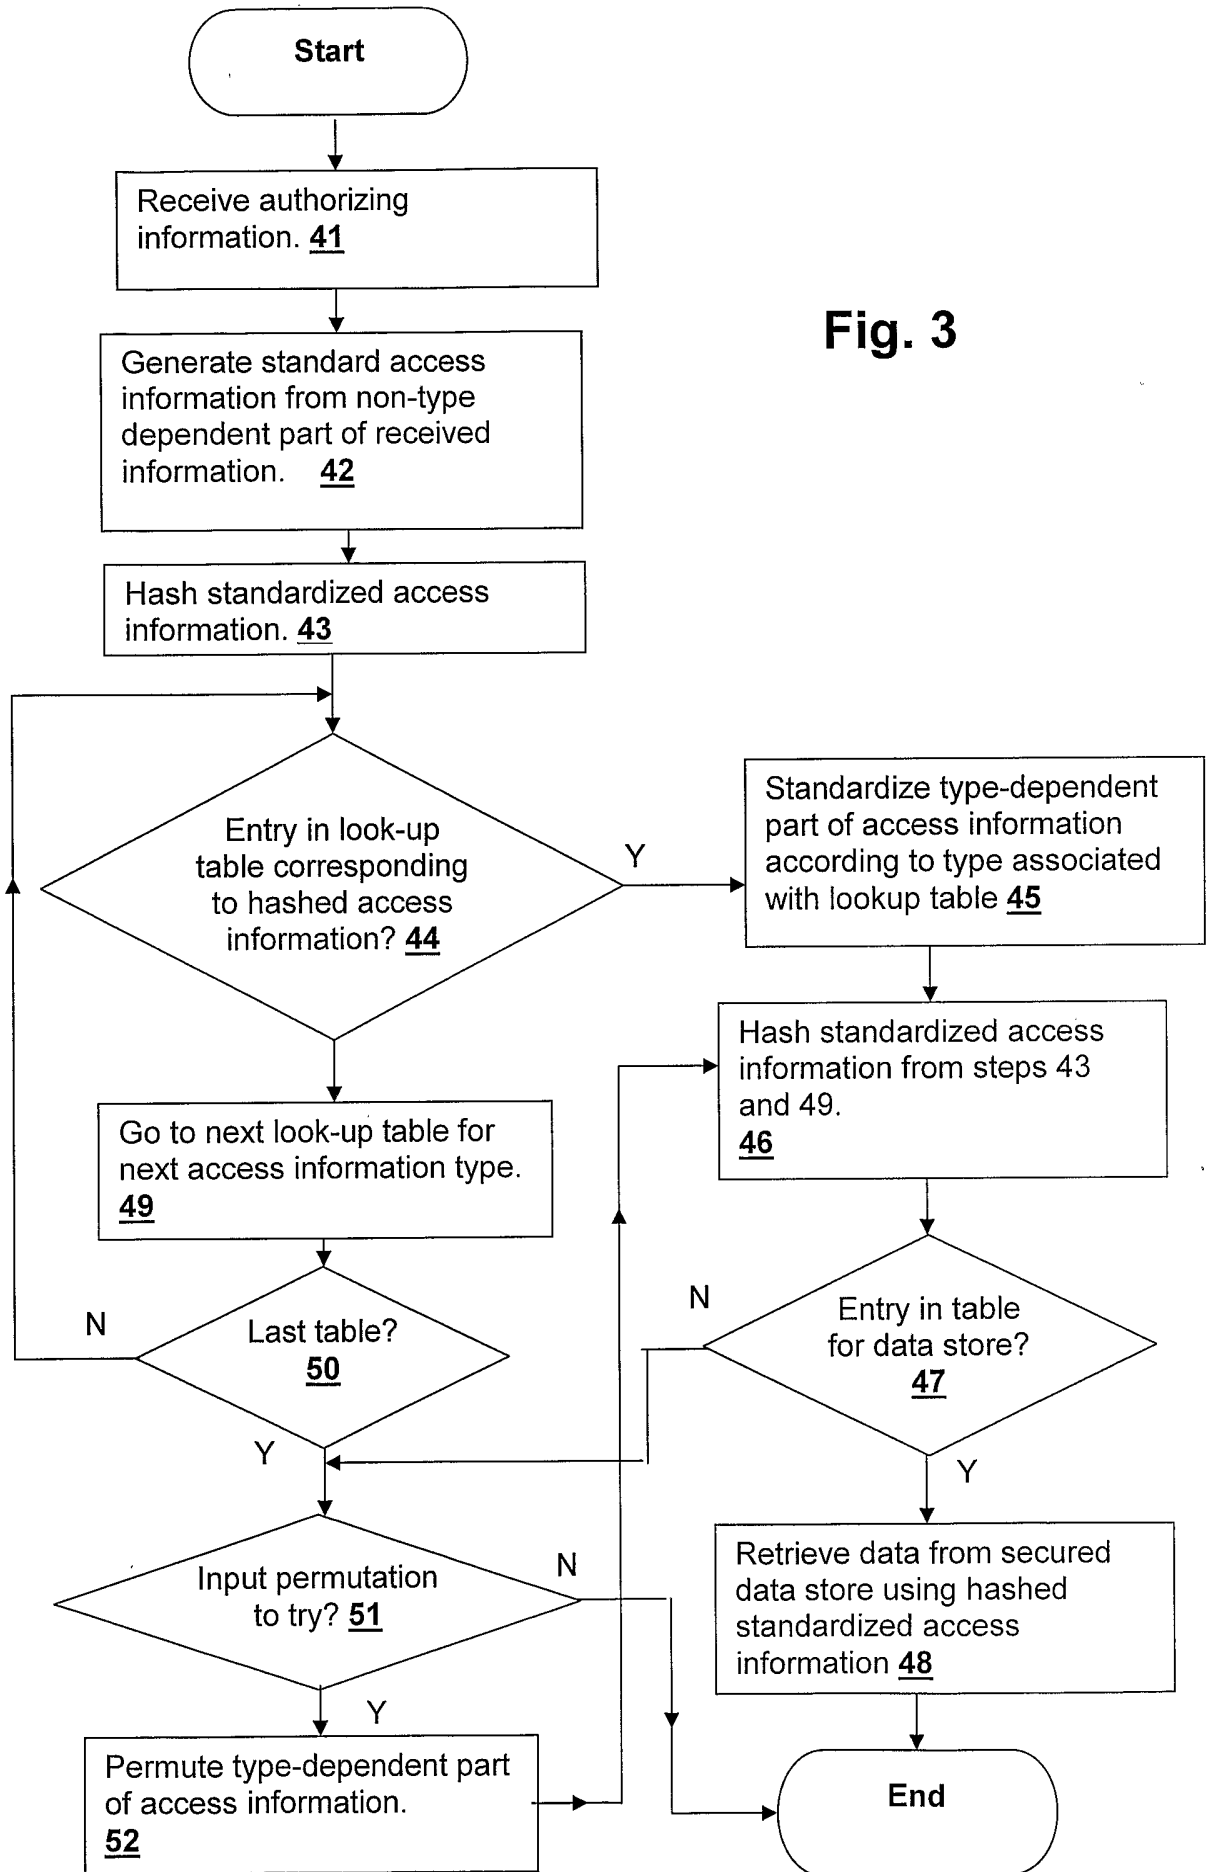 Start
Receive authorizing
information. 41
Fig. 3
Generate standard access
information from non-type
dependent part of received
information. 42
Hash standardized access
information. 43
Entry in look-up
table corresponding
to hashed access
information? 44
Y
Standardize type-dependent
part of access information
according to type associated
with lookup table 45
Hash standardized access
information from steps 43
and 49.
46
Go to next look-up table for
next access information type.
49
N
Last table?
50
Y
N
Entry in table
for data store?
47
Y
Input permutation
to try? 51
N
Y
Retrieve data from secured
data store using hashed
standardized access
information 48
Permute type-dependent part
of access information.
52
End